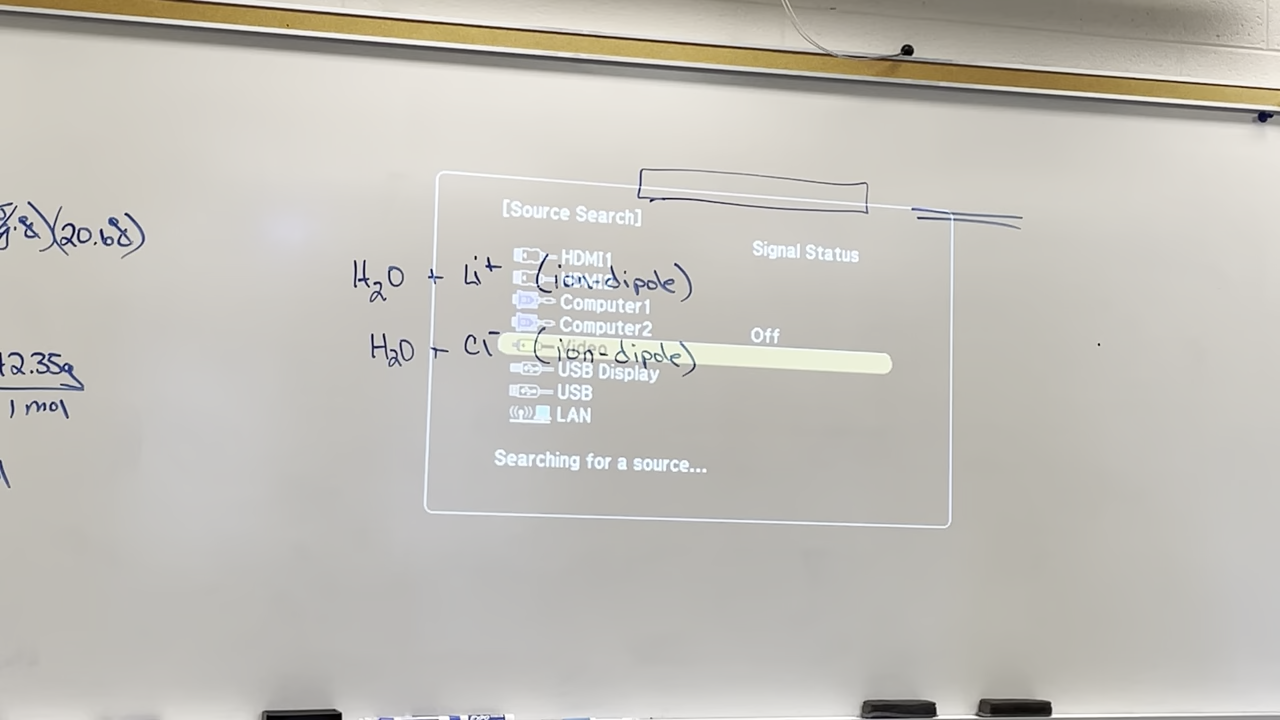 (20.68)
H₂O + Li⁺ (ion-dipole)
H₂O + Cl⁻ (ion-dipole)
2.35g
1 mol
[Source Search]
Signal Status
HDMI1
Computer1
Computer2
Off
Video
USB Display
USB
LAN
Searching for a source...